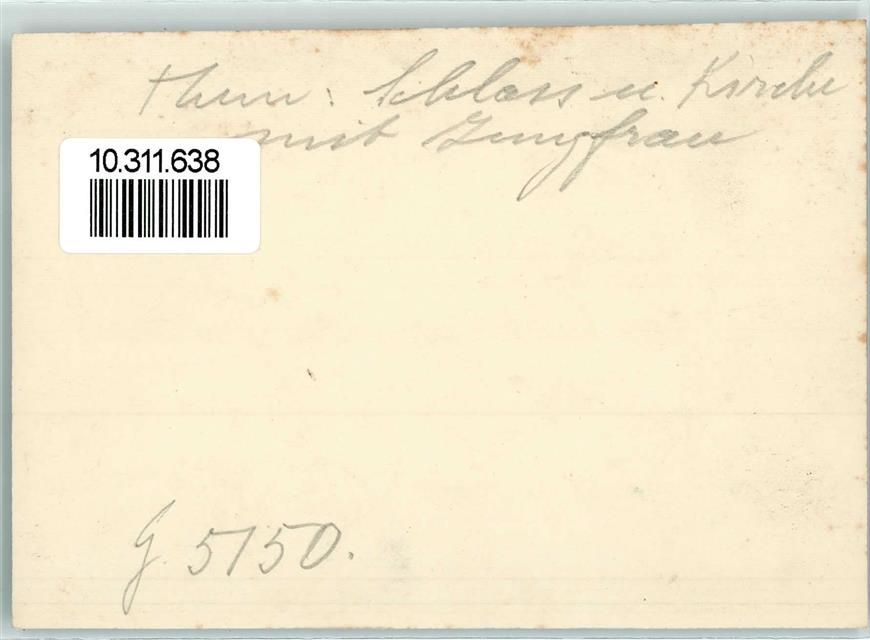 Thun: Schloss u. Kirche
mit Jungfrau
10.311.638
G. 5150.